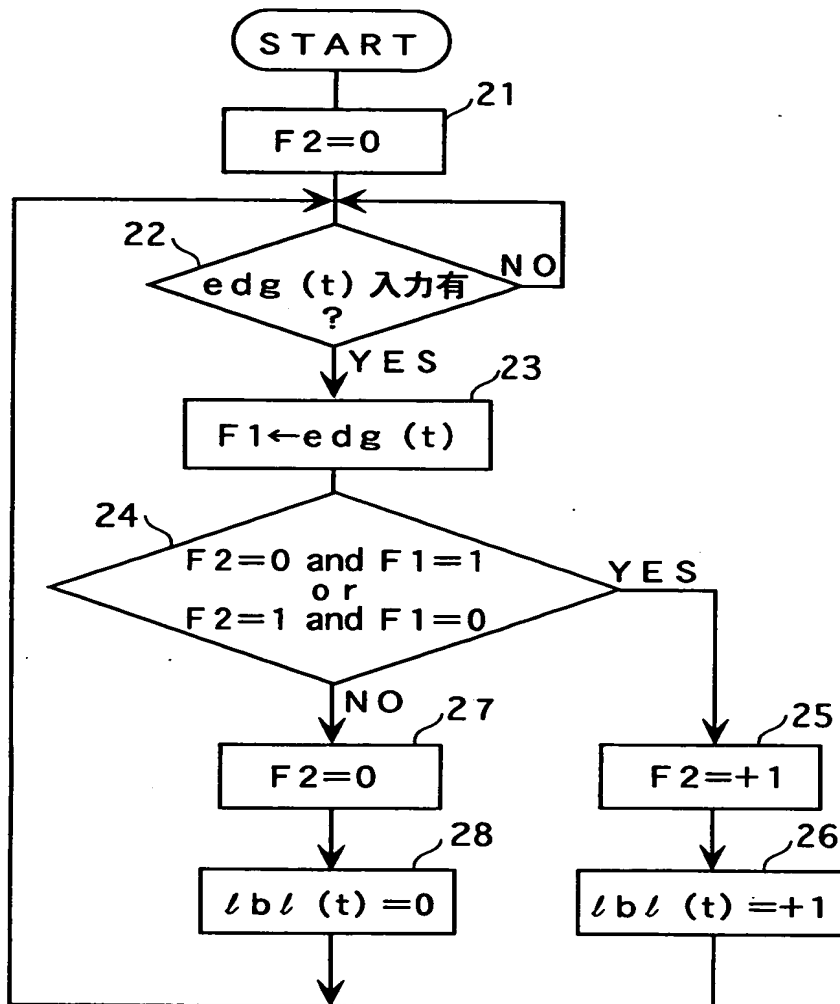 START
21
F2=0
22
edg (t) 入力有
?
NO
YES
23
F1←edg (t)
24
F2=0 and F1=1
or
F2=1 and F1=0
YES
NO
27
F2=0
25
F2=+1
28
ℓbℓ (t) =0
26
ℓbℓ (t) =+1